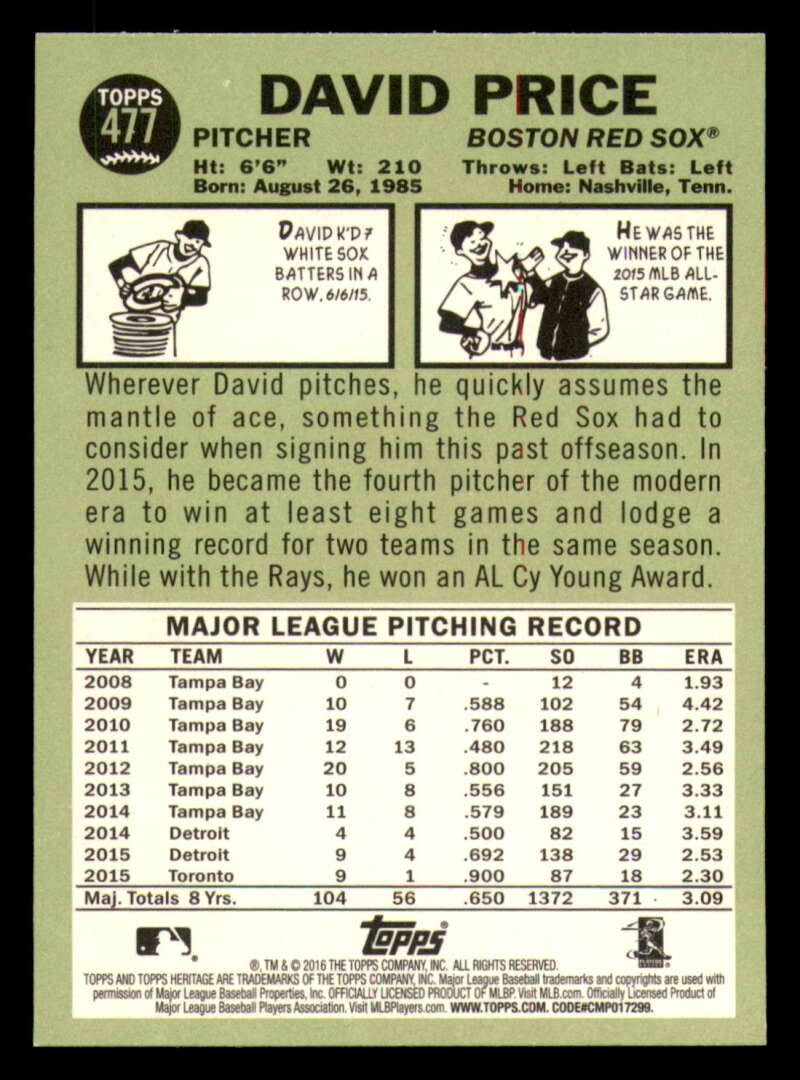 TOPPS
477
DAVID PRICE
PITCHER BOSTON RED SOX®
Ht: 6'6" Wt: 210 Throws: Left Bats: Left
Born: August 26, 1985 Home: Nashville, Tenn.
DAVID K'D 7
WHITE SOX
BATTERS IN A
ROW, 6/6/15.
HE WAS THE
WINNER OF THE
2015 MLB ALL-
STAR GAME.
Wherever David pitches, he quickly assumes the
mantle of ace, something the Red Sox had to
consider when signing him this past offseason. In
2015, he became the fourth pitcher of the modern
era to win at least eight games and lodge a
winning record for two teams in the same season.
While with the Rays, he won an AL Cy Young Award.
MAJOR LEAGUE PITCHING RECORD
YEAR TEAM W L PCT. SO BB ERA
2008 Tampa Bay 0 0 - 12 4 1.93
2009 Tampa Bay 10 7 .588 102 54 4.42
2010 Tampa Bay 19 6 .760 188 79 2.72
2011 Tampa Bay 12 13 .480 218 63 3.49
2012 Tampa Bay 20 5 .800 205 59 2.56
2013 Tampa Bay 10 8 .556 151 27 3.33
2014 Tampa Bay 11 8 .579 189 23 3.11
2014 Detroit 4 4 .500 82 15 3.59
2015 Detroit 9 4 .692 138 29 2.53
2015 Toronto 9 1 .900 87 18 2.30
Maj. Totals 8 Yrs. 104 56 .650 1372 371 3.09
Topps®
®, TM & © 2016 THE TOPPS COMPANY, INC. ALL RIGHTS RESERVED.
TOPPS AND TOPPS HERITAGE ARE TRADEMARKS OF THE TOPPS COMPANY, INC. Major League Baseball trademarks and copyrights are used with
permission of Major League Baseball Properties, Inc. OFFICIALLY LICENSED PRODUCT OF MLBP. Visit MLB.com. Officially Licensed Product of
Major League Baseball Players Association. Visit MLBPlayers.com. WWW.TOPPS.COM. CODE#CMP017299.